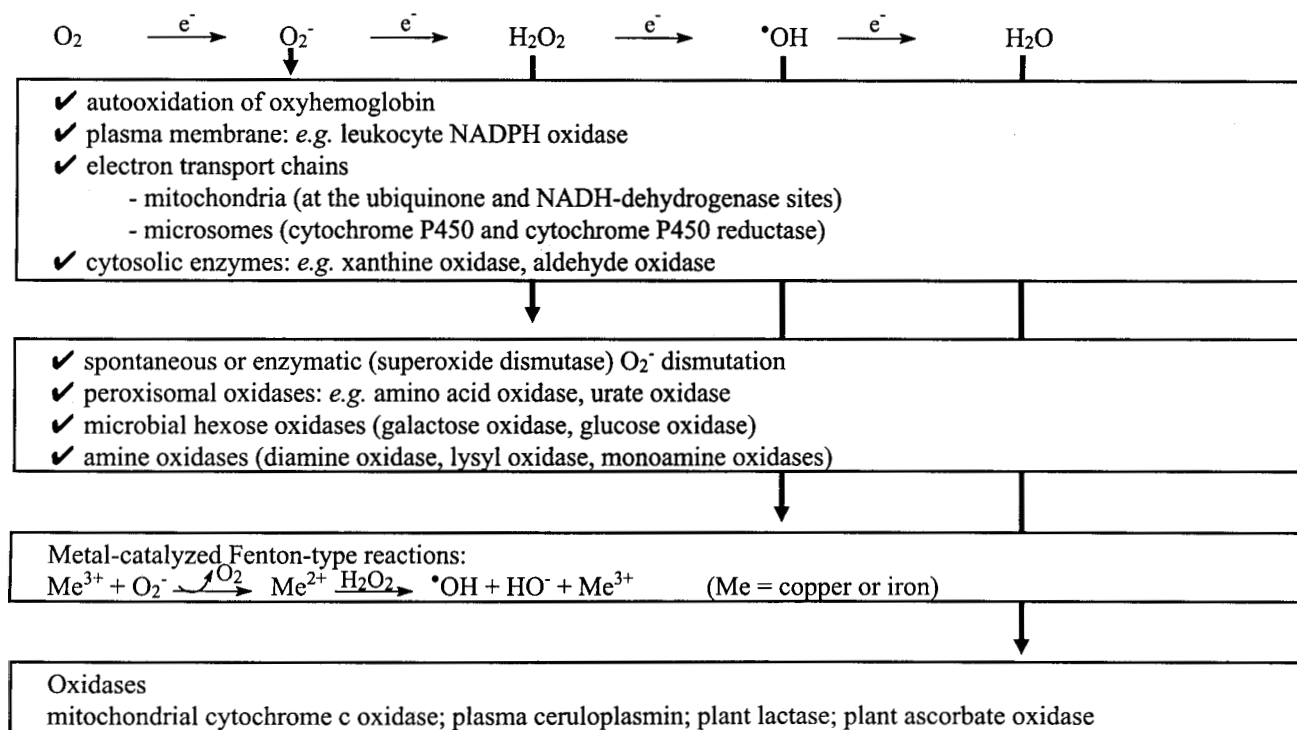 O₂ e⁻ O₂⁻ e⁻ H₂O₂ e⁻ •OH e⁻ H₂O
✔ autooxidation of oxyhemoglobin
✔ plasma membrane: e.g. leukocyte NADPH oxidase
✔ electron transport chains
- mitochondria (at the ubiquinone and NADH-dehydrogenase sites)
- microsomes (cytochrome P450 and cytochrome P450 reductase)
✔ cytosolic enzymes: e.g. xanthine oxidase, aldehyde oxidase
✔ spontaneous or enzymatic (superoxide dismutase) O₂⁻ dismutation
✔ peroxisomal oxidases: e.g. amino acid oxidase, urate oxidase
✔ microbial hexose oxidases (galactose oxidase, glucose oxidase)
✔ amine oxidases (diamine oxidase, lysyl oxidase, monoamine oxidases)
Metal-catalyzed Fenton-type reactions:
Me³⁺ + O₂⁻ O₂ Me²⁺ H₂O₂ •OH + HO⁻ + Me³⁺ (Me = copper or iron)
Oxidases
mitochondrial cytochrome c oxidase; plasma ceruloplasmin; plant lactase; plant ascorbate oxidase